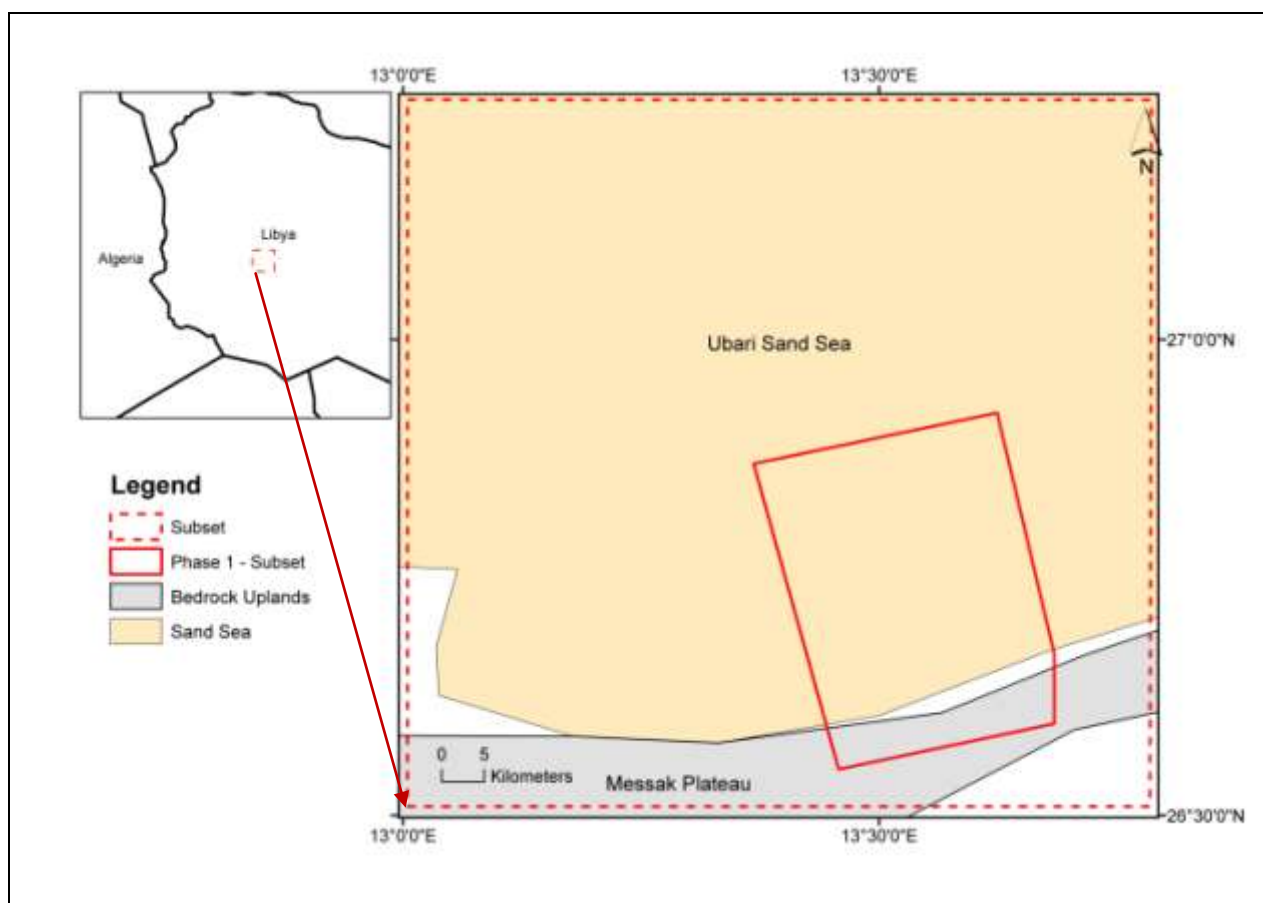 13°0'0"E 13°30'0"E
Libya
Algeria
Ubari Sand Sea
27°0'0"N
N
Legend
Subset
Phase 1 - Subset
Bedrock Uplands
Sand Sea
0 5
Kilometers
Messak Plateau
26°30'0"N
13°0'0"E 13°30'0"E